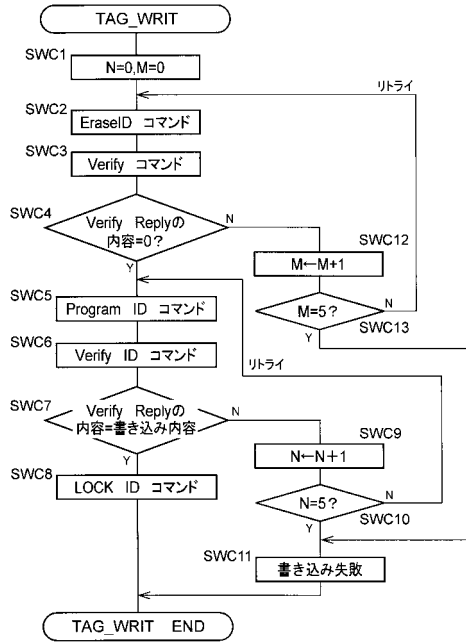 TAG_WRIT
SWC1
N=0,M=0
リトライ
SWC2
EraseID コマンド
SWC3
Verify コマンド
SWC4
Verify Replyの
内容=0?
N
Y
SWC12
M←M+1
SWC5
Program ID コマンド
M=5?
N
SWC13
Y
SWC6
Verify ID コマンド
リトライ
SWC7
Verify Replyの
内容=書き込み内容
N
Y
SWC9
N←N+1
SWC8
LOCK ID コマンド
N=5?
N
SWC10
Y
SWC11
書き込み失敗
TAG_WRIT END